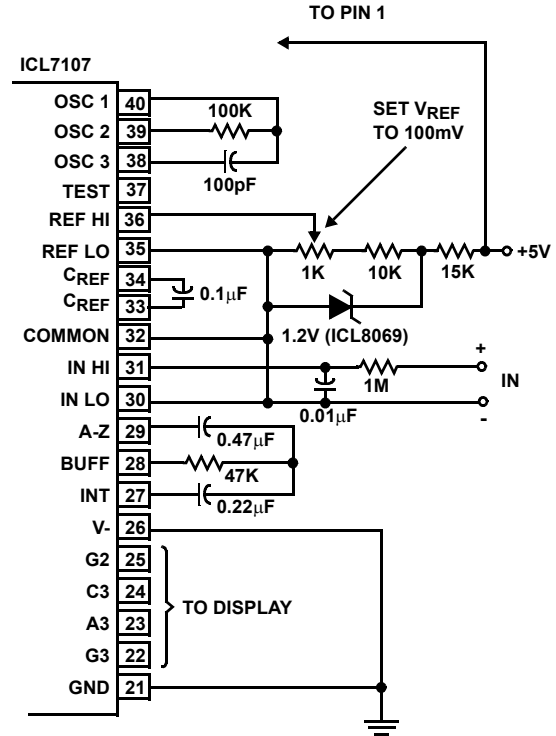 TO PIN 1
ICL7107
OSC 1 40
100K
SET VREF
TO 100mV
OSC 2 39
OSC 3 38
100pF
TEST 37
REF HI 36
REF LO 35
+5V
1K 10K 15K
CREF 34
0.1µF
CREF 33
1.2V (ICL8069)
COMMON 32
+
IN HI 31
1M
IN
IN LO 30
0.01µF
-
A-Z 29
0.47µF
BUFF 28
47K
INT 27
0.22µF
V- 26
G2 25
C3 24
TO DISPLAY
A3 23
G3 22
GND 21